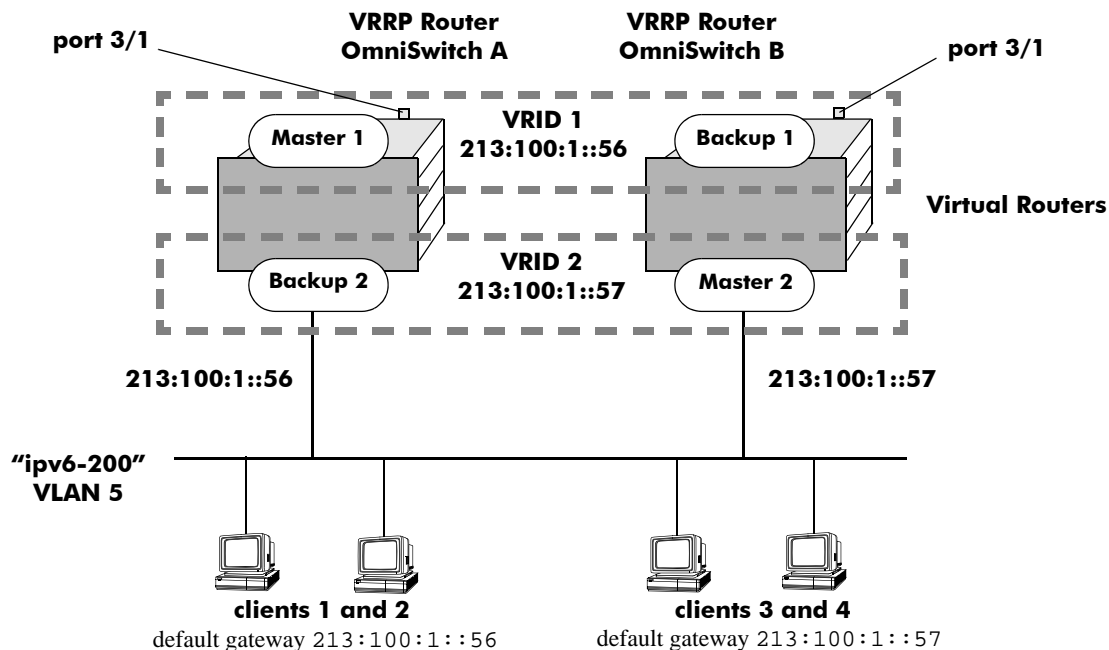 VRRP Router
OmniSwitch A
VRRP Router
OmniSwitch B
port 3/1
port 3/1
Master 1
VRID 1
213:100:1::56
Backup 1
Virtual Routers
Backup 2
VRID 2
213:100:1::57
Master 2
213:100:1::56
213:100:1::57
“ipv6-200”
VLAN 5
clients 1 and 2
default gateway 213:100:1::56
clients 3 and 4
default gateway 213:100:1::57